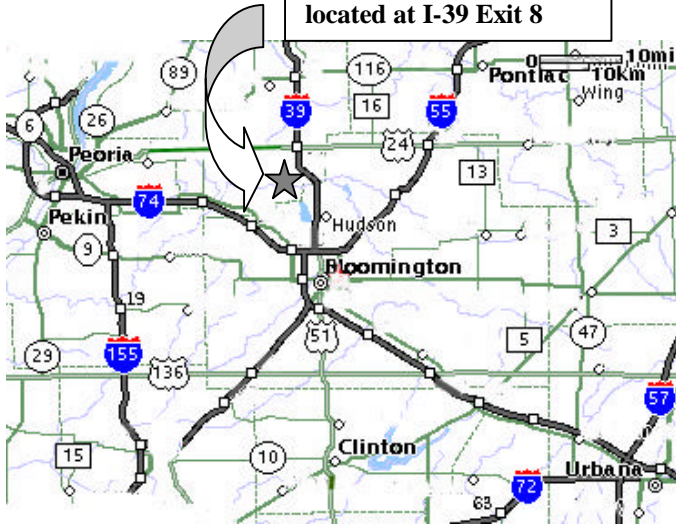 located at I-39 Exit 8
89
116
0 10mi
Pontiac 10km
Wing
39
16
55
26
6
24
Peoria
13
74
Pekin
Hudson
3
9
Bloomington
19
51
5
47
29
155
136
57
10
Clinton
15
Urbana
72
63